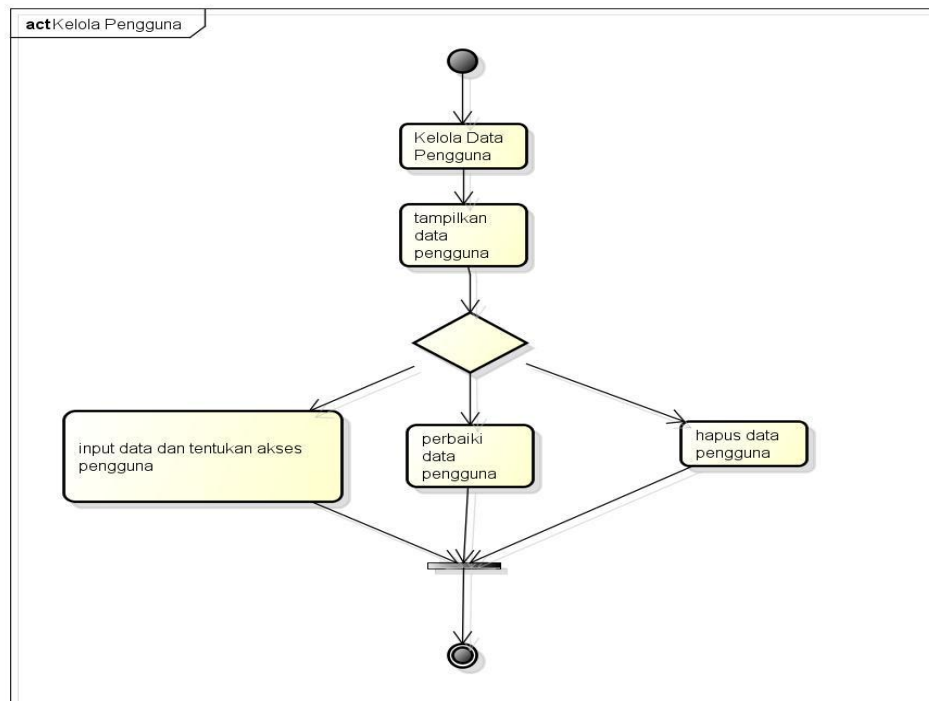 act Kelola Pengguna
Kelola Data
Pengguna
tampilkan
data
pengguna
input data dan tentukan akses
pengguna
perbaiki
data
pengguna
hapus data
pengguna